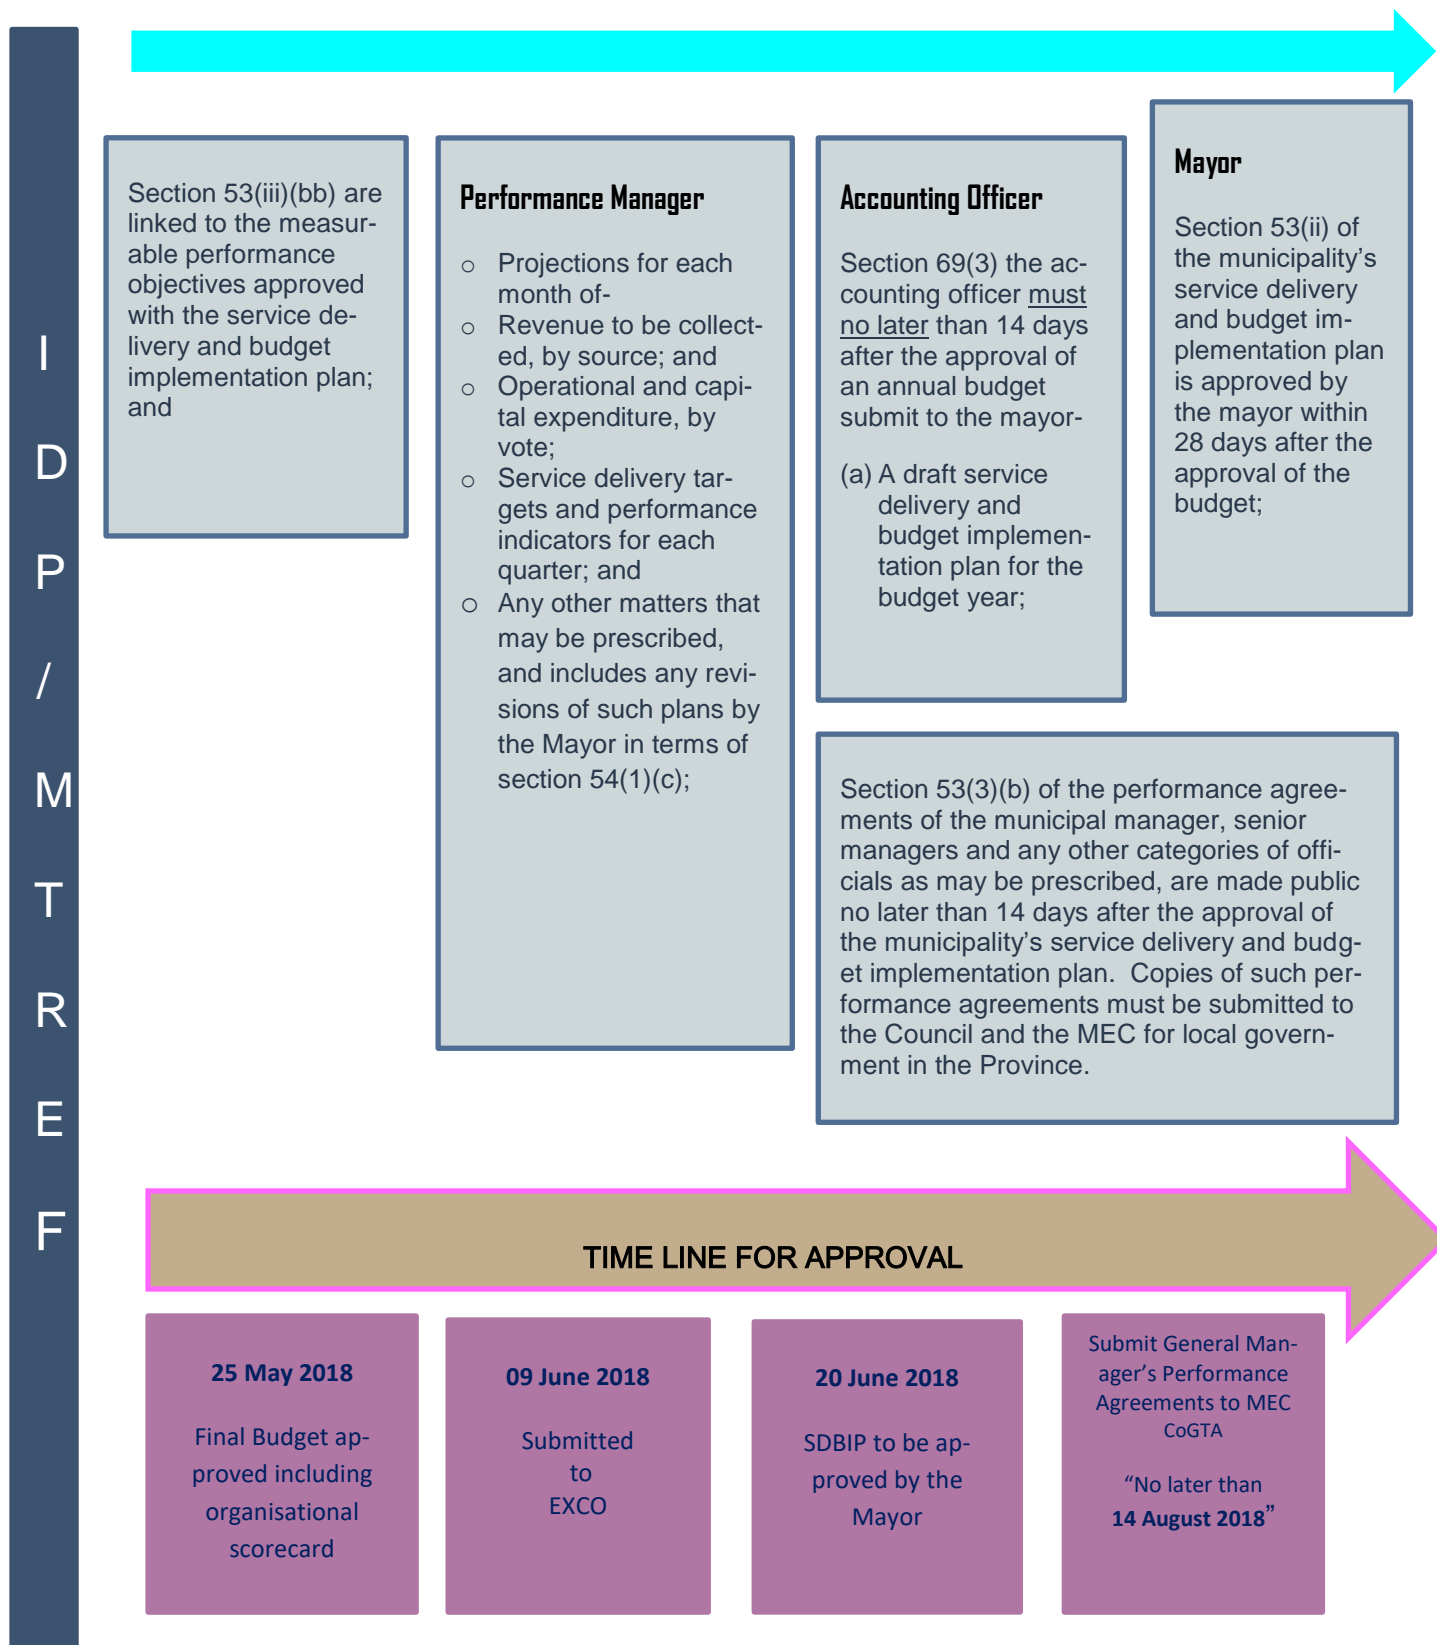 I
D
P
/
M
T
R
E
F
Section 53(iii)(bb) are
linked to the measur-
able performance
objectives approved
with the service de-
livery and budget
implementation plan;
and
Performance Manager
o Projections for each
month of-
o Revenue to be collect-
ed, by source; and
o Operational and capi-
tal expenditure, by
vote;
o Service delivery tar-
gets and performance
indicators for each
quarter; and
o Any other matters that
may be prescribed,
and includes any revi-
sions of such plans by
the Mayor in terms of
section 54(1)(c);
Accounting Officer
Section 69(3) the ac-
counting officer must
no later than 14 days
after the approval of
an annual budget
submit to the mayor-
(a) A draft service
delivery and
budget implemen-
tation plan for the
budget year;
Mayor
Section 53(ii) of
the municipality’s
service delivery
and budget im-
plementation plan
is approved by
the mayor within
28 days after the
approval of the
budget;
Section 53(3)(b) of the performance agree-
ments of the municipal manager, senior
managers and any other categories of offi-
cials as may be prescribed, are made public
no later than 14 days after the approval of
the municipality’s service delivery and budg-
et implementation plan.  Copies of such per-
formance agreements must be submitted to
the Council and the MEC for local govern-
ment in the Province.
TIME LINE FOR APPROVAL
25 May 2018
Final Budget ap-
proved including
organisational
scorecard
09 June 2018
Submitted
to
EXCO
20 June 2018
SDBIP to be ap-
proved by the
Mayor
Submit General Man-
ager’s Performance
Agreements to MEC
CoGTA
“No later than
14 August 2018”